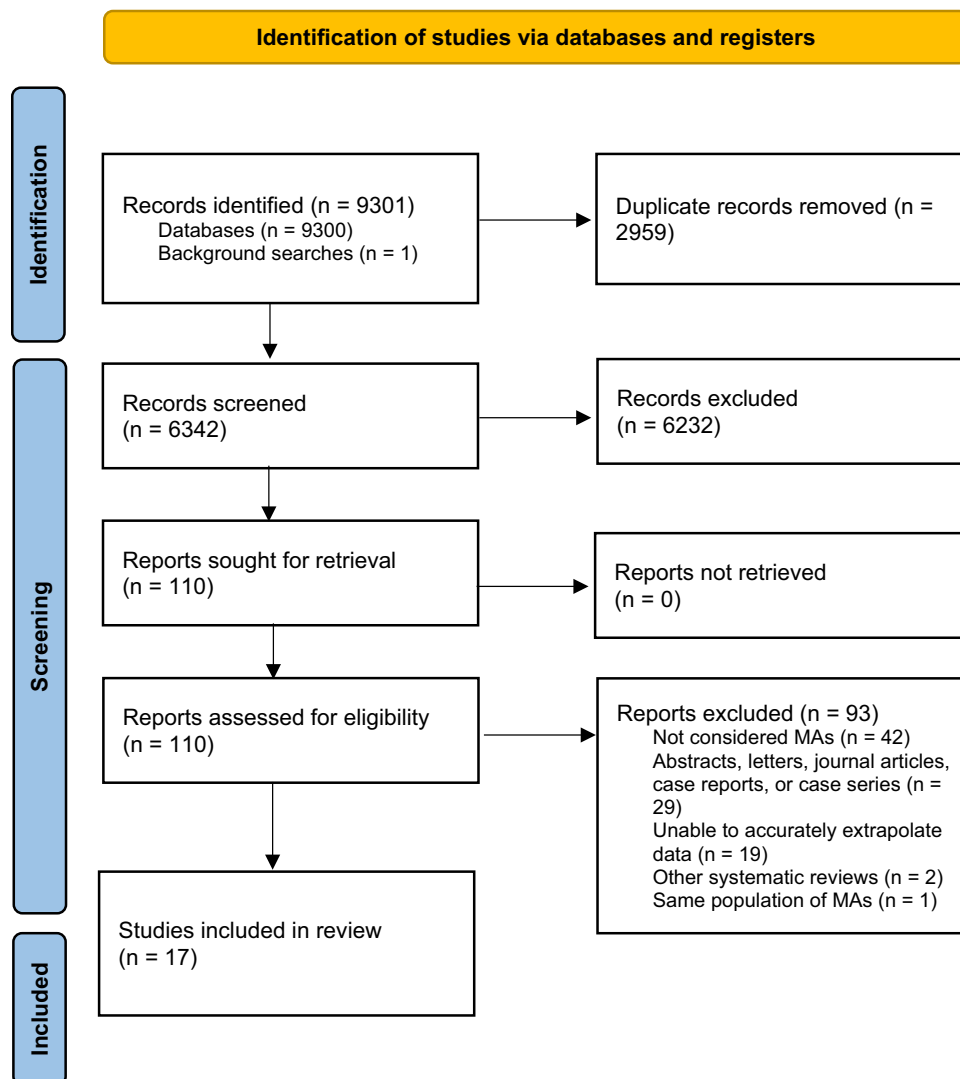 Identification of studies via databases and registers
Identification
Records identified (n = 9301)
Databases (n = 9300)
Background searches (n = 1)
Duplicate records removed (n =
2959)
Screening
Records screened
(n = 6342)
Records excluded
(n = 6232)
Reports sought for retrieval
(n = 110)
Reports not retrieved
(n = 0)
Reports assessed for eligibility
(n = 110)
Reports excluded (n = 93)
Not considered MAs (n = 42)
Abstracts, letters, journal articles,
case reports, or case series (n =
29)
Unable to accurately extrapolate
data (n = 19)
Other systematic reviews (n = 2)
Same population of MAs (n = 1)
Included
Studies included in review
(n = 17)